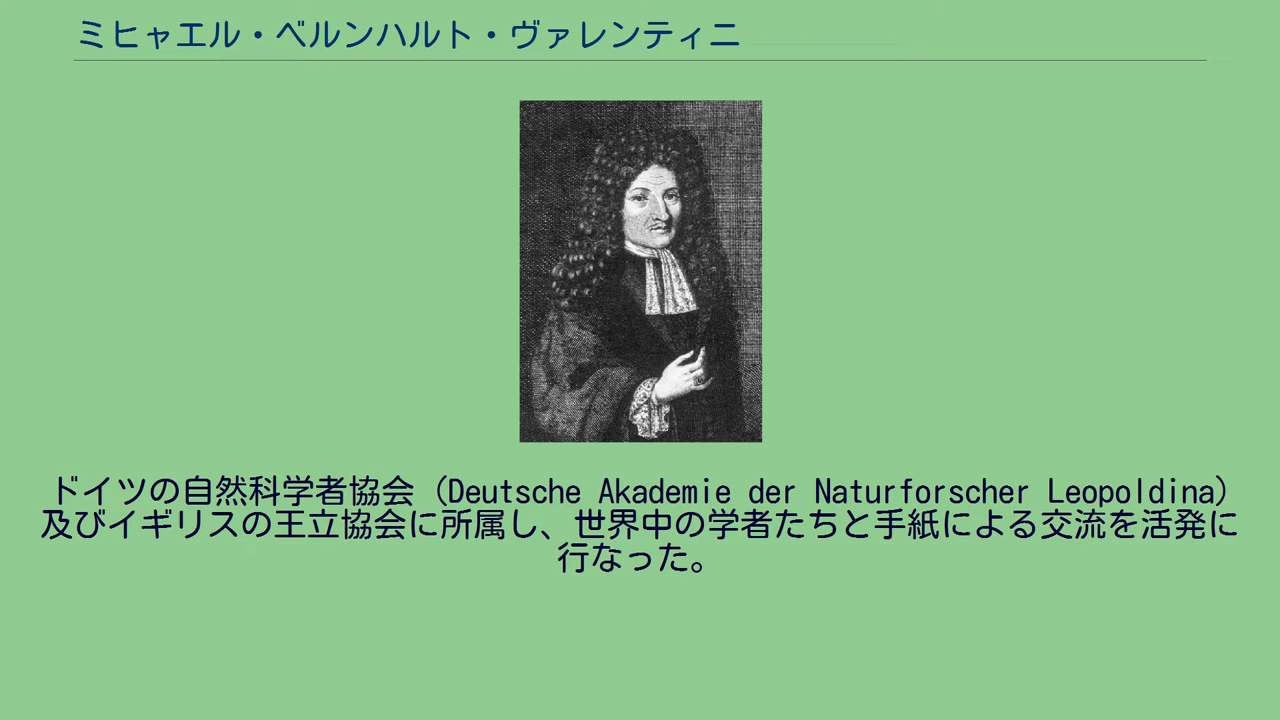 ミヒャエル・ベルンハルト・ヴァレンティニ
ドイツの自然科学者協会（Deutsche Akademie der Naturforscher Leopoldina）
及びイギリスの王立協会に所属し、世界中の学者たちと手紙による交流を活発に
行なった。